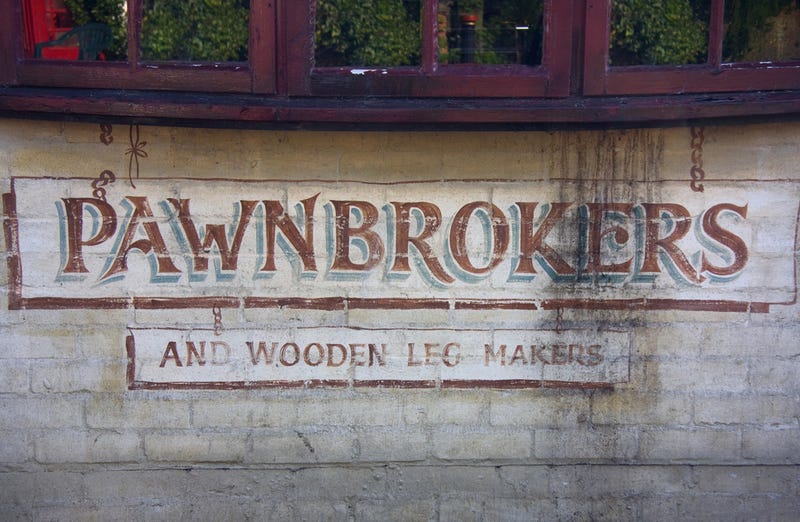 PAWNBROKERS
AND WOODEN LEG MAKERS